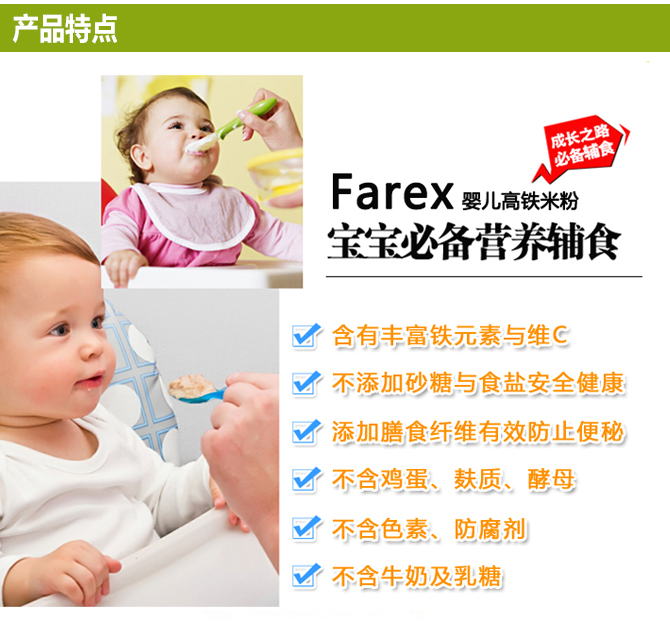 产品特点
成长之路
必备辅食
Farex 婴儿高铁米粉
宝宝必备营养辅食
含有丰富铁元素与维C
不添加砂糖与食盐安全健康
添加膳食纤维有效防止便秘
不含鸡蛋、麸质、酵母
不含色素、防腐剂
不含牛奶及乳糖